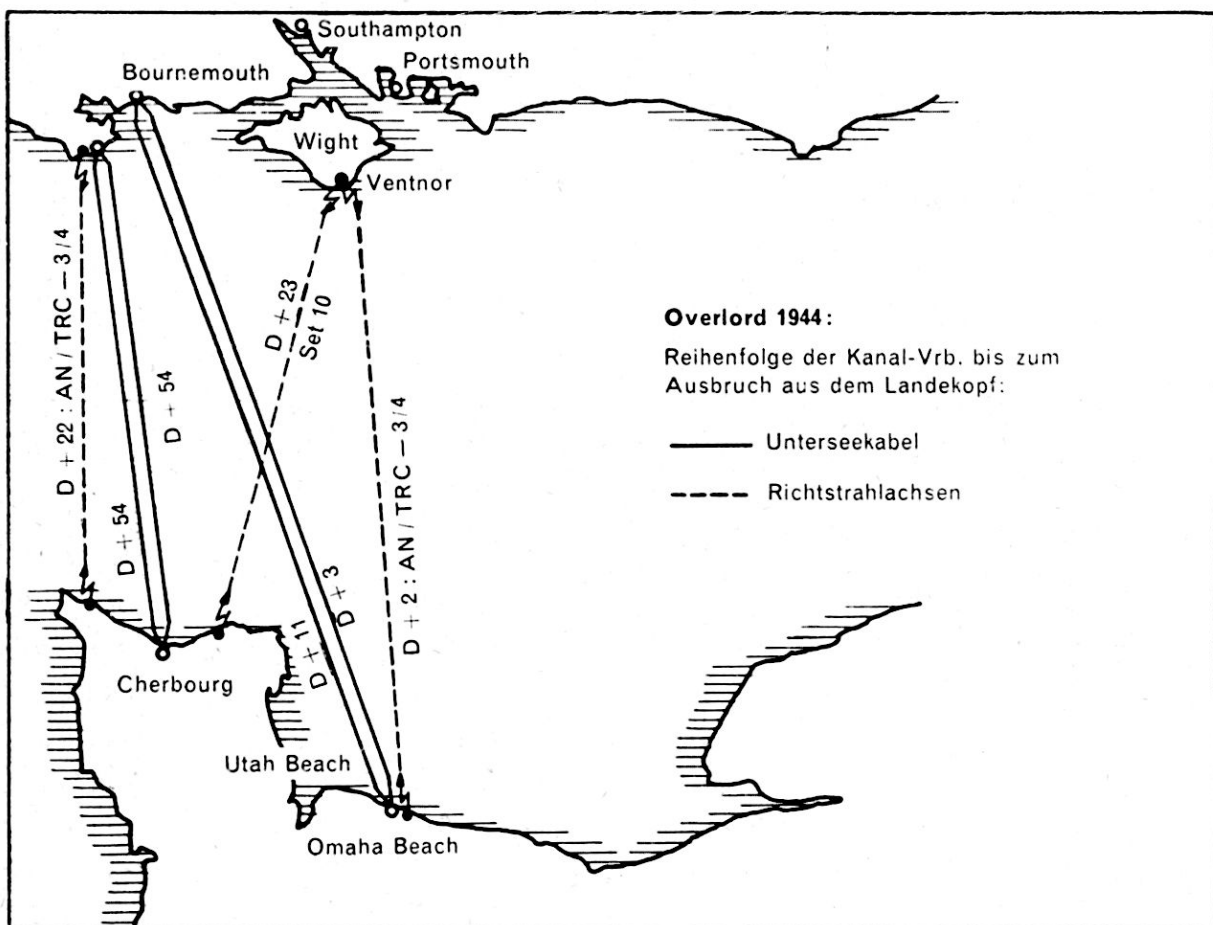 Southampton
Bournemouth
Portsmouth
Wight
Ventnor
D + 22 : AN / TRC – 3/4
D + 54
D + 54
D + 23
Set 10
D + 11
D + 3
D + 2 : AN / TRC – 3/4
Overlord 1944:
Reihenfolge der Kanal-Vrb. bis zum
Ausbruch aus dem Landekopf:
Unterseekabel
Richtstrahlachsen
Cherbourg
Utah Beach
Omaha Beach